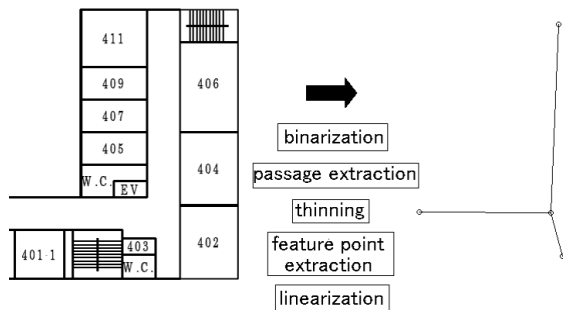 411
409
407
405
W.C.
EV
406
404
402
401-1
403
W.C.
binarization
passage extraction
thinning
feature point
extraction
linearization